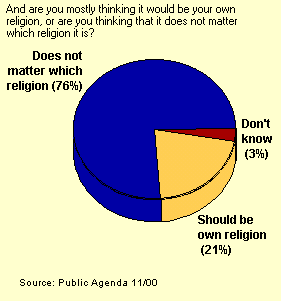 And are you mostly thinking it would be your own
religion, or are you thinking that it does not matter
which religion it is?
Does not
matter which
religion (76%)
Don't
know
(3%)
Should be
own religion
(21%)
Source: Public Agenda 11/00